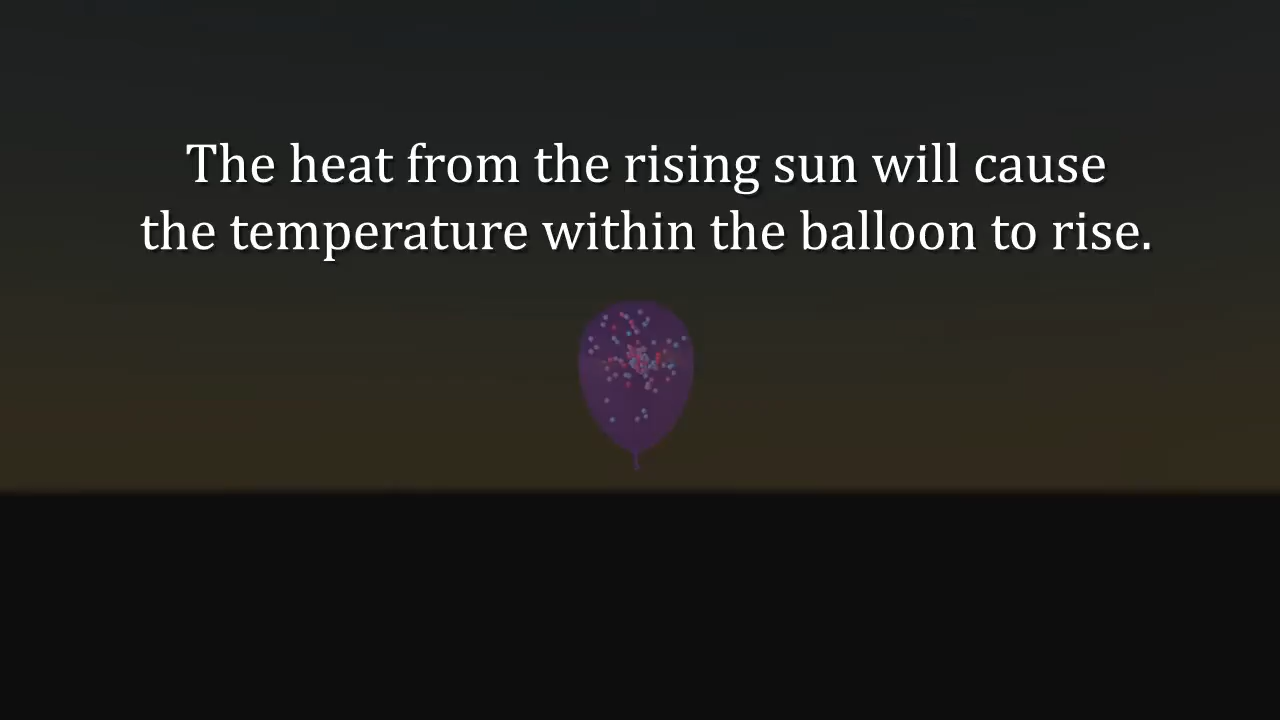 The heat from the rising sun will cause
the temperature within the balloon to rise.